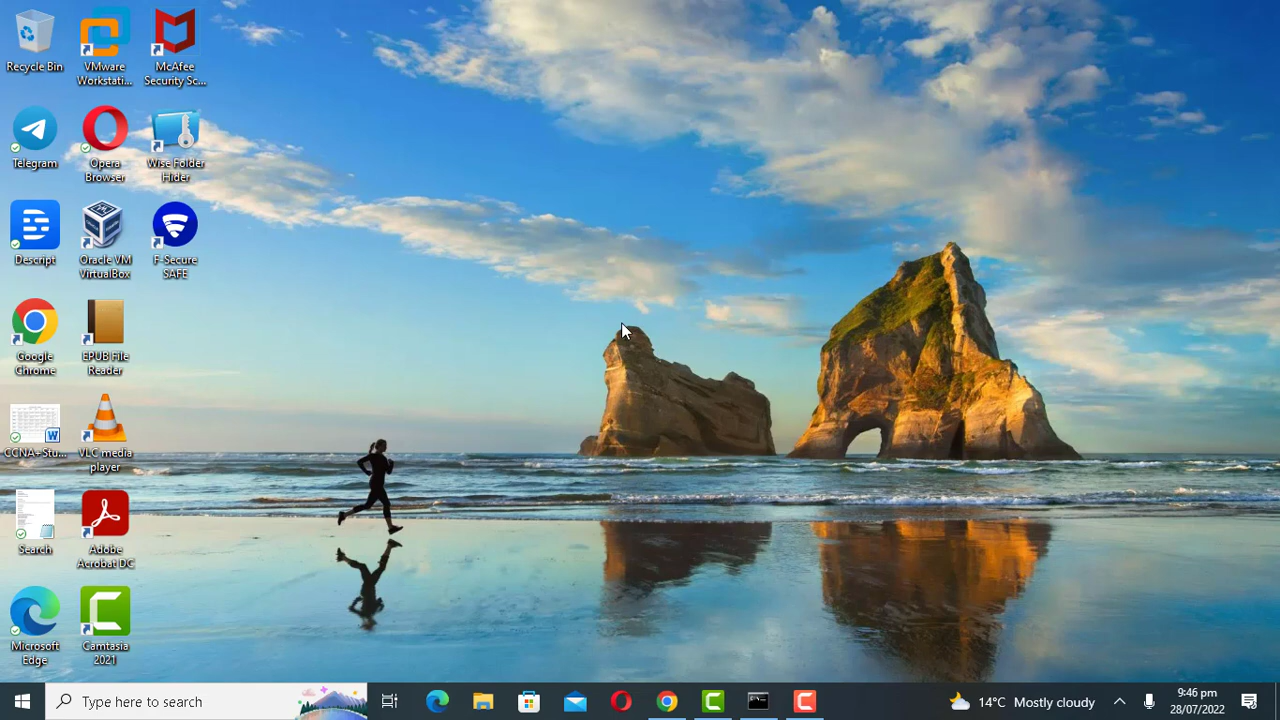 Recycle Bin
VMware
Workstati...
McAfee
Security Sc...
Telegram
Opera
Browser
Wise Folder
Hider
Descript
Oracle VM
VirtualBox
F-Secure
SAFE
Google
Chrome
EPUB File
Reader
CCNA+Stu...
VLC media
player
Search
Adobe
Acrobat DC
Microsoft
Edge
Camtasia
2021
Type here to search
14°C Mostly cloudy
9:46 pm
28/07/2022